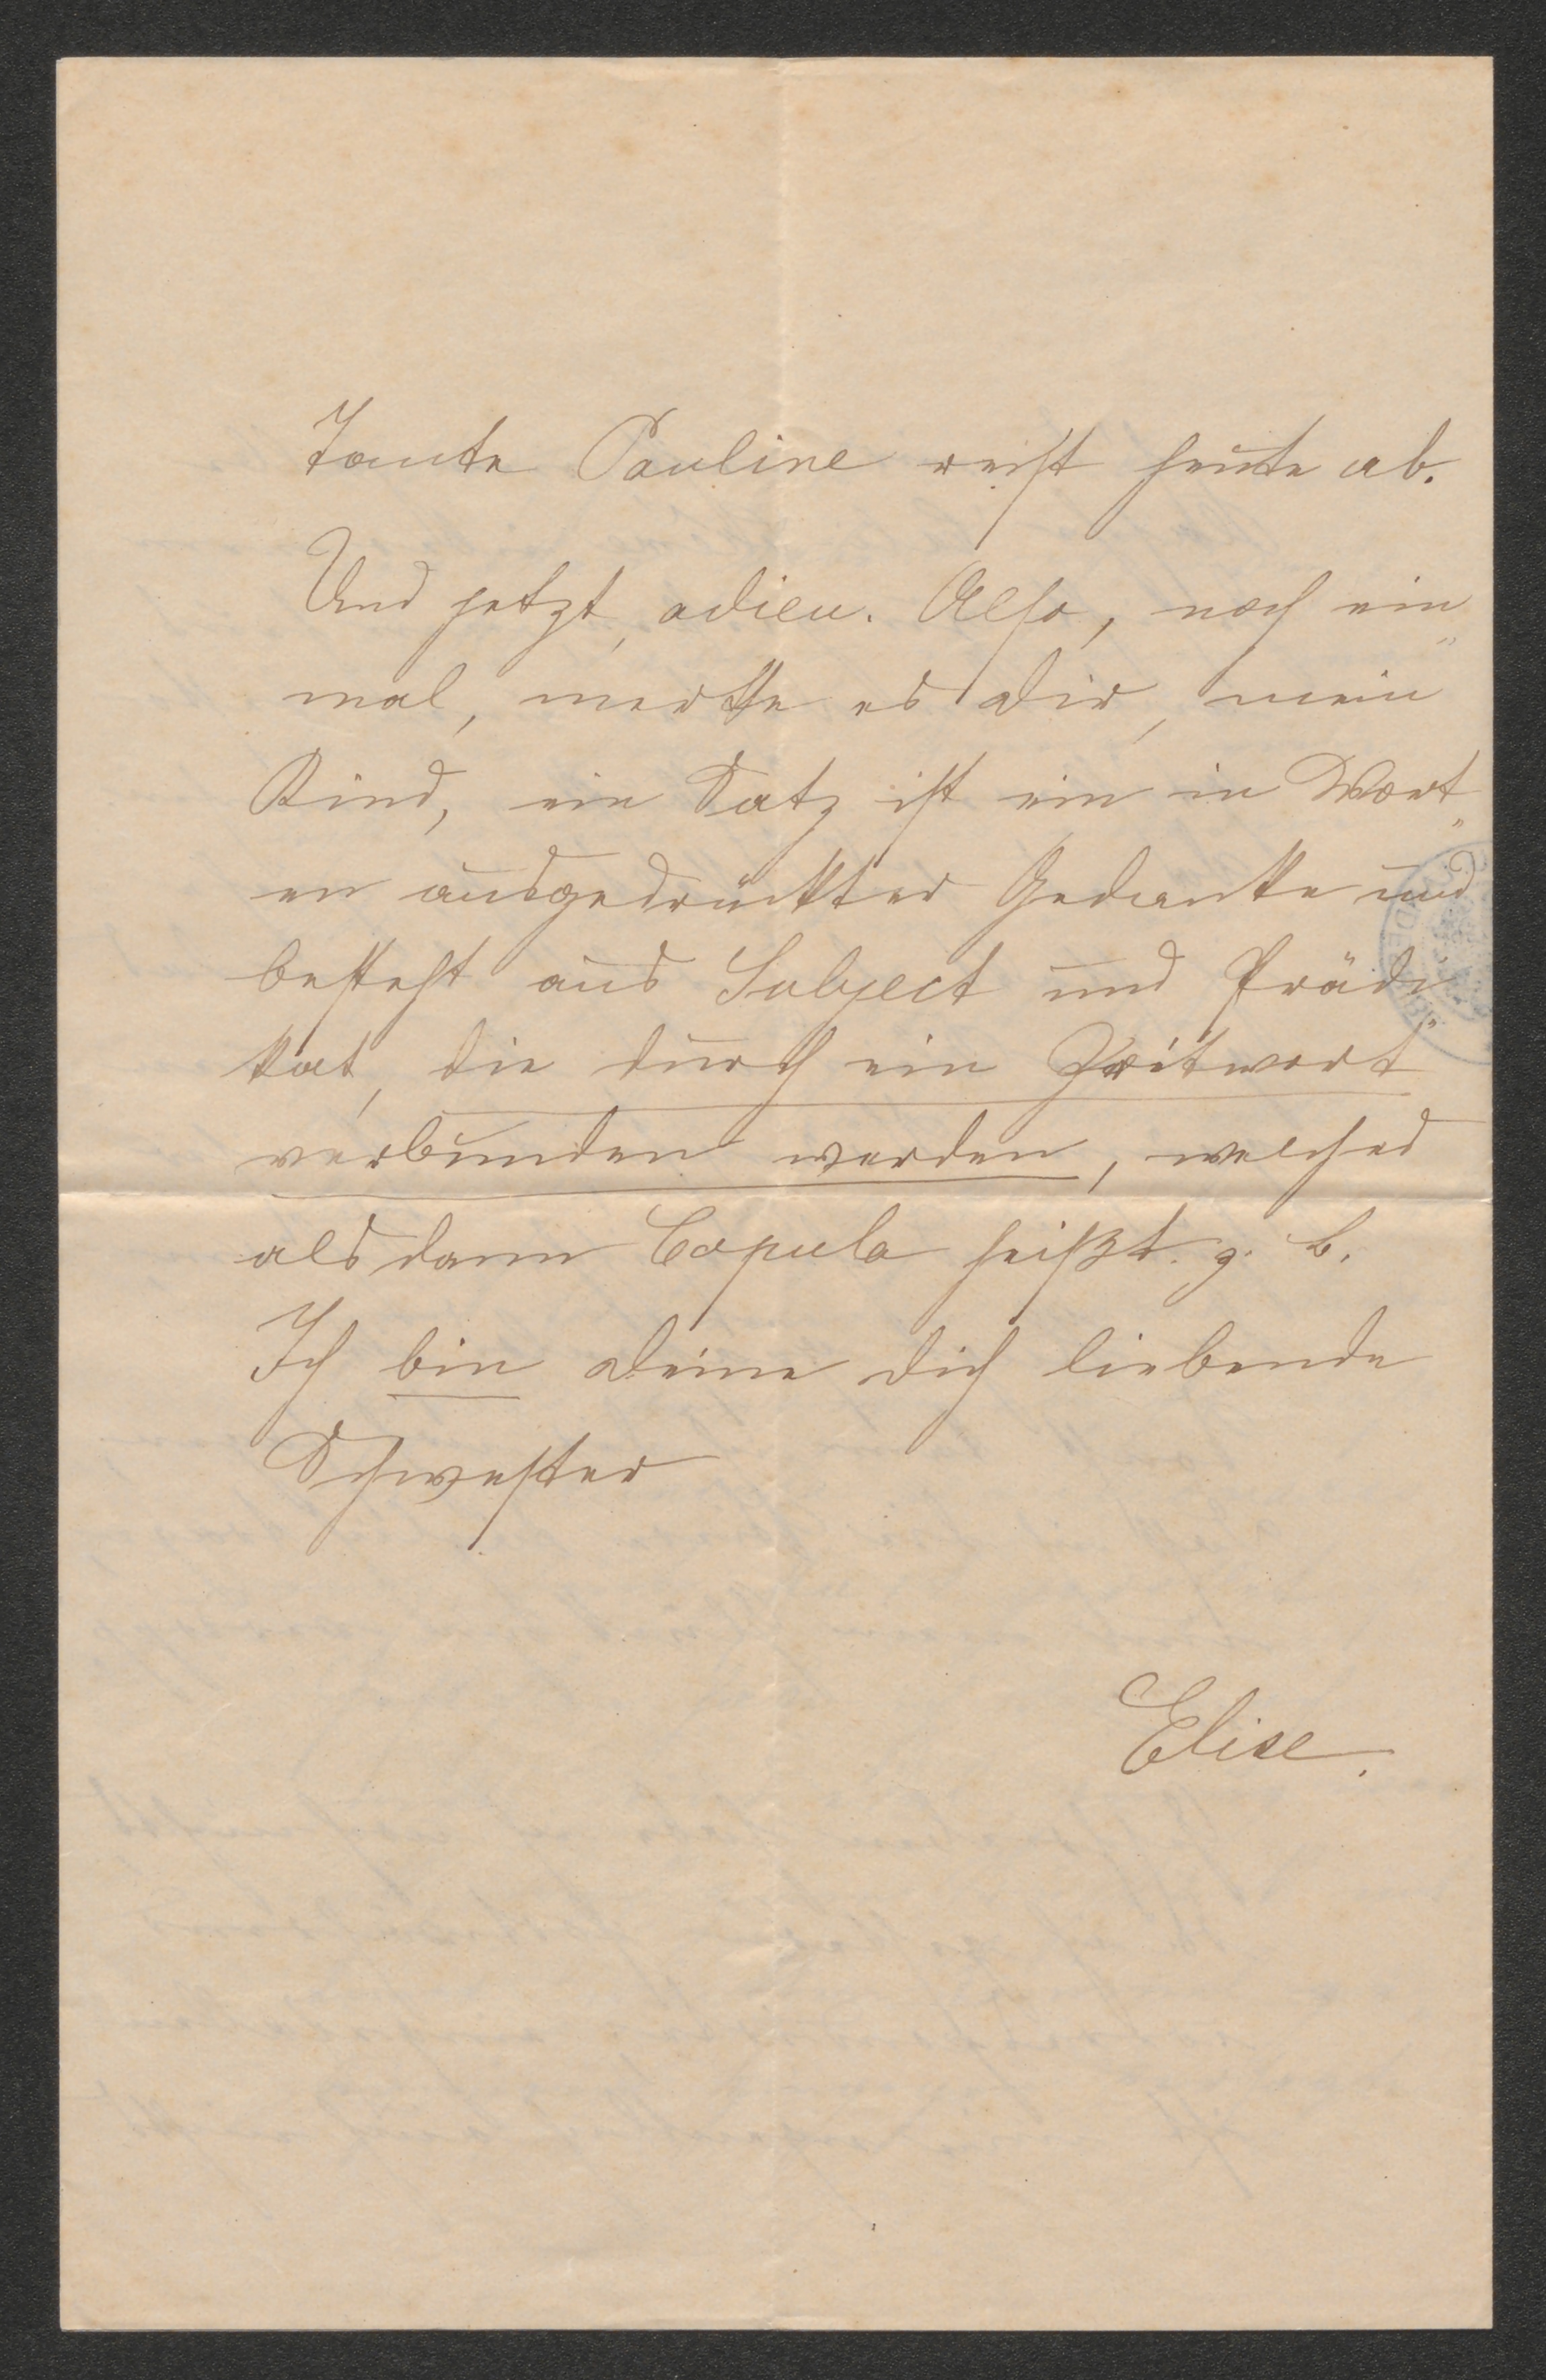 Tante Pauline reist heute ab.
Und jetzt, adieu. Also, noch ein„
mal, merke es Dir, mein
Kind, ein Satz ist ein in Wort„
en ausgedrückter Gedanke und
besteht aus Subject und Prädi„
kat, die durch ein Zeitwort
verbunden werden, welches
alsdann Copula heißt. z. B.
Ich bin Deine Dich liebende
Schwester
Elise.